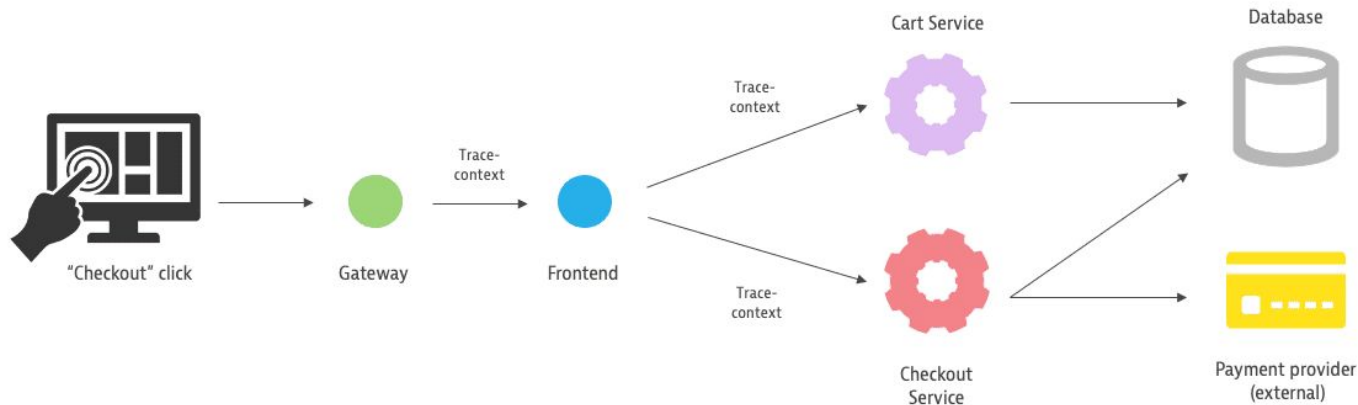 Cart Service
Database
Trace-
context
Trace-
context
"Checkout" click
Gateway
Frontend
Trace-
context
Checkout
Service
Payment provider
(external)